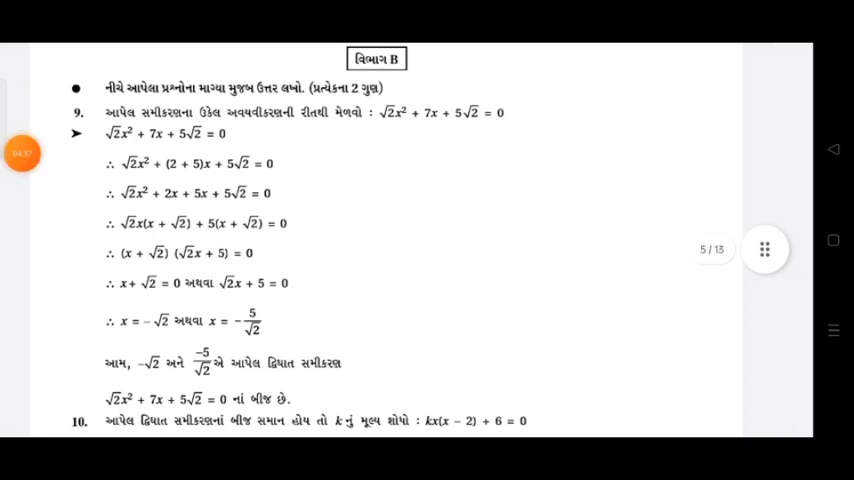 વિભાગ B
● નીચે આપેલા પ્રશ્નોના માગ્યા મુજબ ઉત્તર લખો. (પ્રત્યેકના 2 ગુણ)
9. આપેલ સમીકરણના ઉકેલ અવયવીકરણની રીતથી મેળવો : √2x² + 7x + 5√2 = 0
➤ √2x² + 7x + 5√2 = 0
04:37
∴ √2x² + (2 + 5)x + 5√2 = 0
∴ √2x² + 2x + 5x + 5√2 = 0
∴ √2x(x + √2) + 5(x + √2) = 0
∴ (x + √2) (√2x + 5) = 0
5 / 13
∴ x + √2 = 0 અથવા √2x + 5 = 0
∴ x = – √2 અથવા x = – 5/√2
આમ, –√2 અને –5/√2 એ આપેલ દ્વિઘાત સમીકરણ
√2x² + 7x + 5√2 = 0 નાં બીજ છે.
10. આપેલ દ્વિઘાત સમીકરણનાં બીજ સમાન હોય તો k નું મૂલ્ય શોધો : kx(x – 2) + 6 = 0